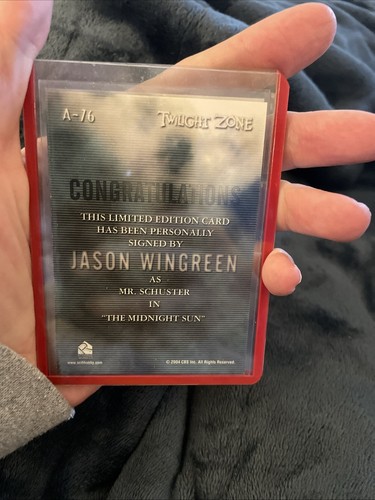 A-76
TWILIGHT ZONE
CONGRATULATIONS
THIS LIMITED EDITION CARD
HAS BEEN PERSONALLY
SIGNED BY
JASON WINGREEN
AS
MR. SCHUSTER
IN
"THE MIDNIGHT SUN"
© 2004 CBS Inc. All Rights Reserved.